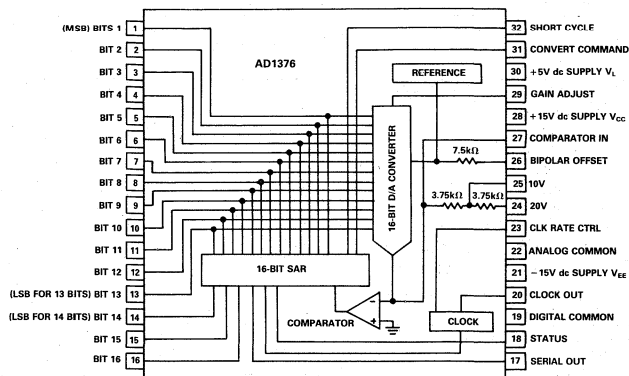 (MSB) BITS 1 1
BIT 2 2
BIT 3 3
BIT 4 4
BIT 5 5
BIT 6 6
BIT 7 7
BIT 8 8
BIT 9 9
BIT 10 10
BIT 11 11
BIT 12 12
(LSB FOR 13 BITS) BIT 13 13
(LSB FOR 14 BITS) BIT 14 14
BIT 15 15
BIT 16 16
AD1376
REFERENCE
16-BIT D/A CONVERTER
7.5kΩ
3.75kΩ 3.75kΩ
16-BIT SAR
COMPARATOR
−
+
CLOCK
32 SHORT CYCLE
31 CONVERT COMMAND
30 +5V dc SUPPLY VL
29 GAIN ADJUST
28 +15V dc SUPPLY VCC
27 COMPARATOR IN
26 BIPOLAR OFFSET
25 10V
24 20V
23 CLK RATE CTRL
22 ANALOG COMMON
21 −15V dc SUPPLY VEE
20 CLOCK OUT
19 DIGITAL COMMON
18 STATUS
17 SERIAL OUT